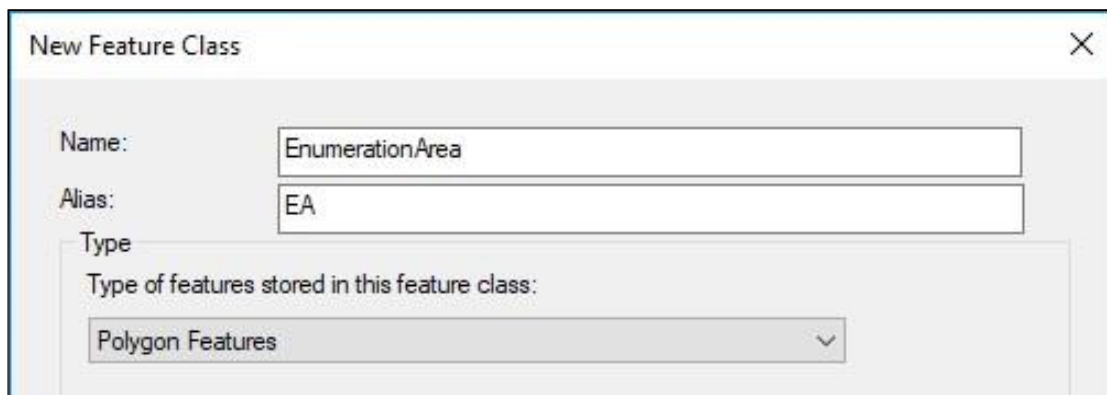 New Feature Class
Name:
EnumerationArea
Alias:
EA
Type
Type of features stored in this feature class:
Polygon Features